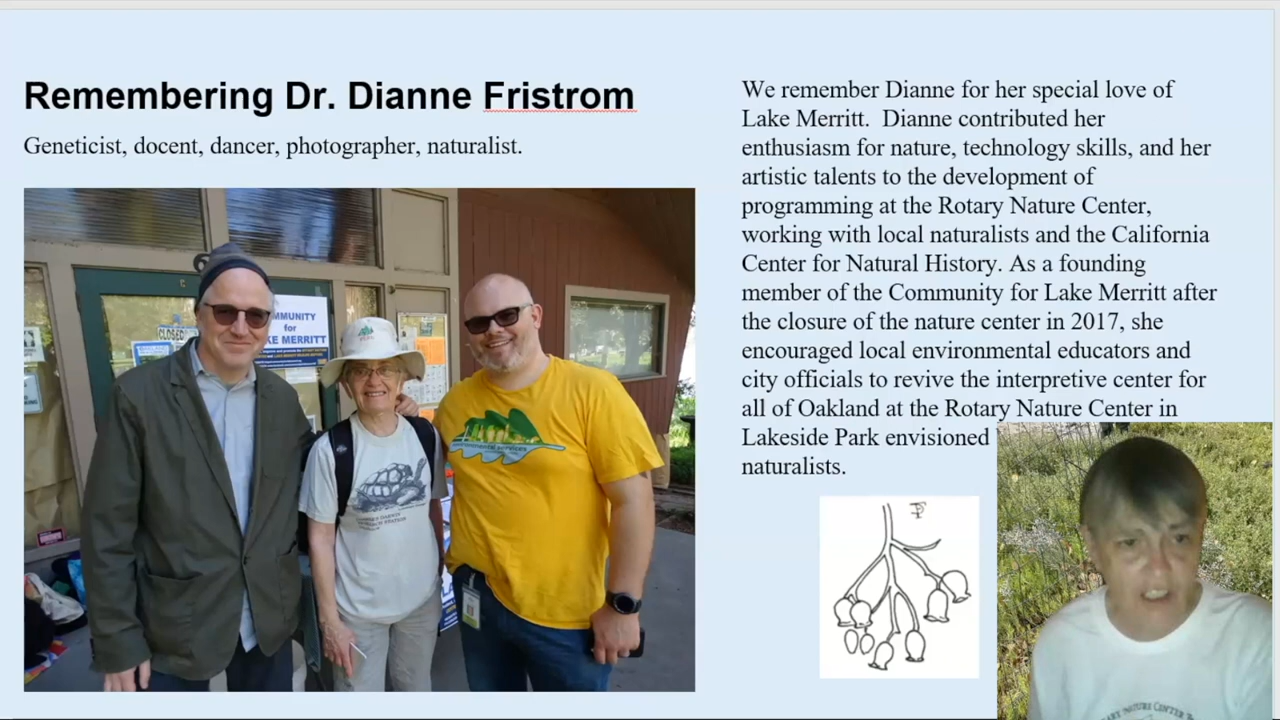 Remembering Dr. Dianne Fristrom
Geneticist, docent, dancer, photographer, naturalist.
We remember Dianne for her special love of
Lake Merritt. Dianne contributed her
enthusiasm for nature, technology skills, and her
artistic talents to the development of
programming at the Rotary Nature Center,
working with local naturalists and the California
Center for Natural History. As a founding
member of the Community for Lake Merritt after
the closure of the nature center in 2017, she
encouraged local environmental educators and
city officials to revive the interpretive center for
all of Oakland at the Rotary Nature Center in
Lakeside Park envisioned
naturalists.
CLOSED
MMUNITY
for
KE MERRITT
environmental services